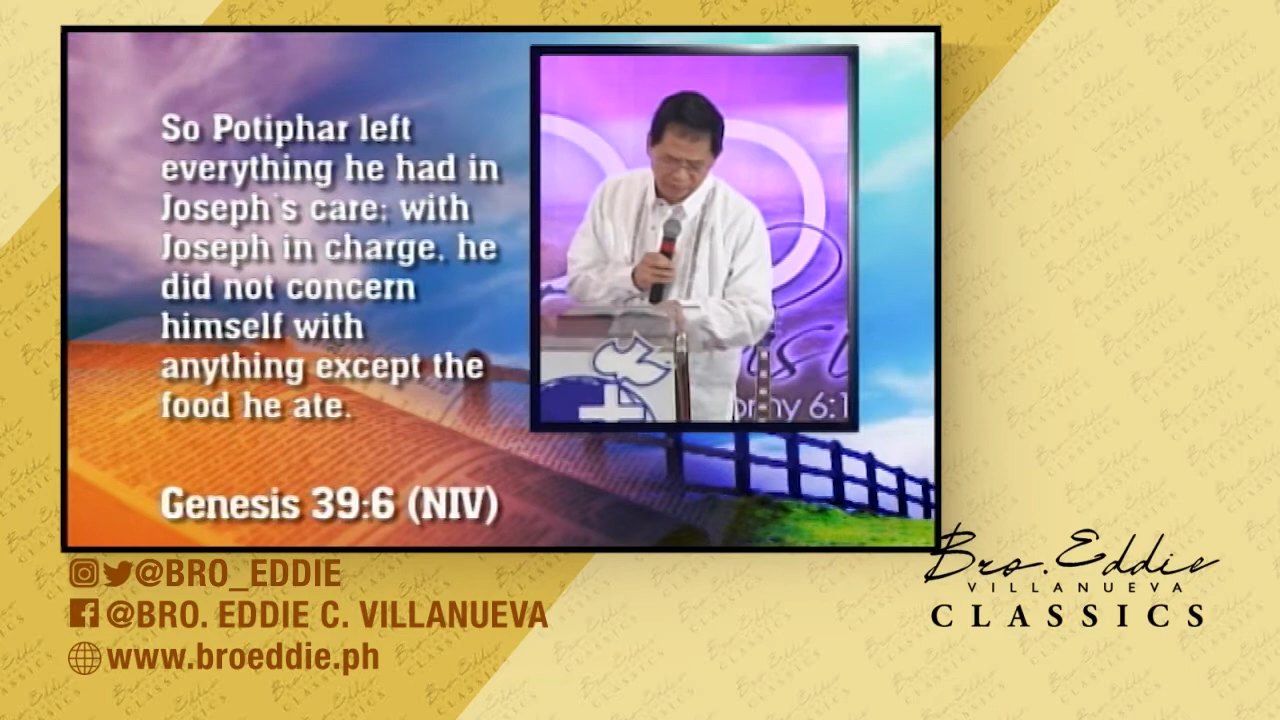 So Potiphar left
everything he had in
Joseph's care; with
Joseph in charge, he
did not concern
himself with
anything except the
food he ate.
Genesis 39:6 (NIV)
6:1
@BRO_EDDIE
@BRO. EDDIE C. VILLANUEVA
www.broeddie.ph
Bro. Eddie
VILLANUEVA
CLASSICS